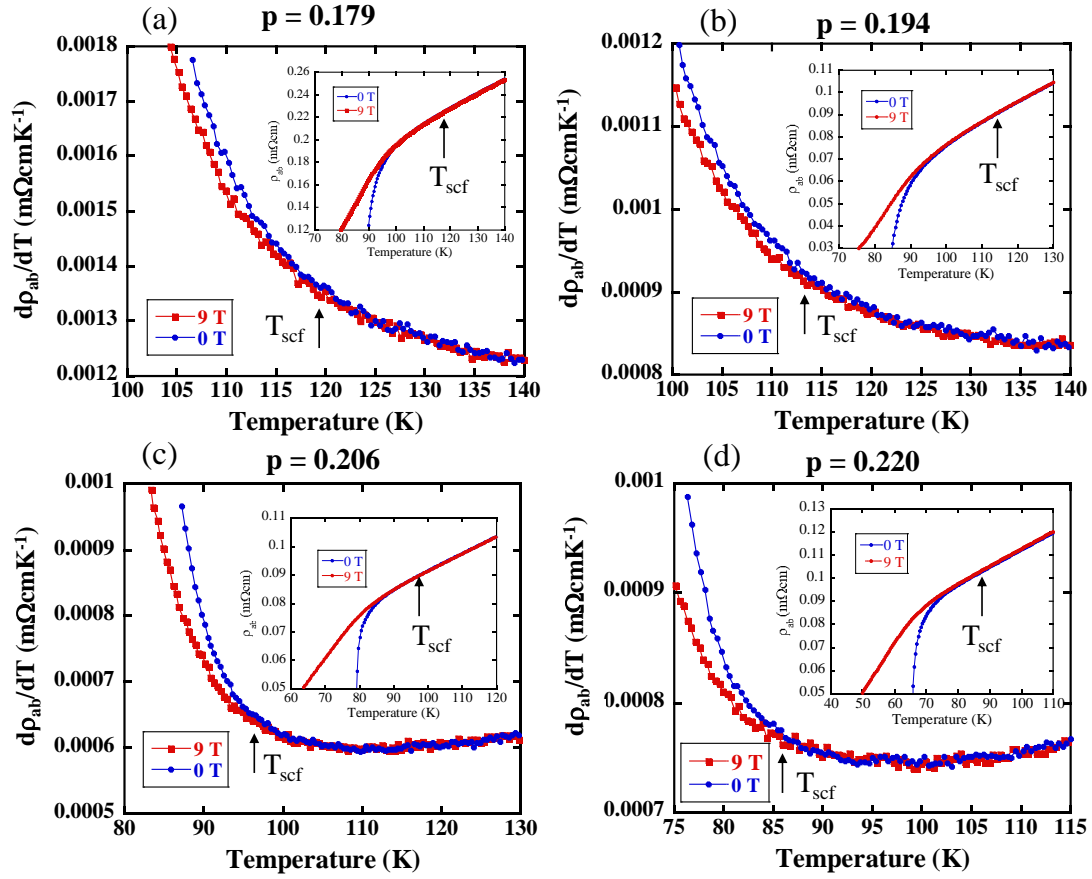 (a)
p = 0.179
dρab/dT (mΩcmK⁻¹)
0.0018
0.0017
0.0016
0.0015
0.0014
0.0013
0.0012
100 105 110 115 120 125 130 135 140
Temperature (K)
9 T
0 T
Tscf
ρab (mΩcm)
0.26
0.24
0.2
0.18
0.16
0.14
0.12
70 80 90 100 110 120 130 140
Temperature (K)
0 T
9 T
Tscf
(b)
p = 0.194
dρab/dT (mΩcmK⁻¹)
0.0012
0.0011
0.001
0.0009
0.0008
100 105 110 115 120 125 130 135 140
Temperature (K)
9 T
0 T
Tscf
ρab (mΩcm)
0.11
0.1
0.09
0.08
0.07
0.06
0.05
0.04
0.03
70 80 90 100 110 120 130
Temperature (K)
0 T
9 T
Tscf
(c)
p = 0.206
dρab/dT (mΩcmK⁻¹)
0.001
0.0009
0.0008
0.0007
0.0006
0.0005
80 90 100 110 120 130
Temperature (K)
9 T
0 T
Tscf
ρab (mΩcm)
0.11
0.1
0.09
0.08
0.07
0.06
0.05
60 70 80 90 100 110 120
Temperature (K)
0 T
9 T
Tscf
(d)
p = 0.220
dρab/dT (mΩcmK⁻¹)
0.001
0.0009
0.0008
0.0007
75 80 85 90 95 100 105 110 115
Temperature (K)
9 T
0 T
Tscf
ρab (mΩcm)
0.13
0.12
0.11
0.1
0.09
0.08
0.07
0.06
0.05
40 50 60 70 80 90 100 110
Temperature (K)
0 T
9 T
Tscf